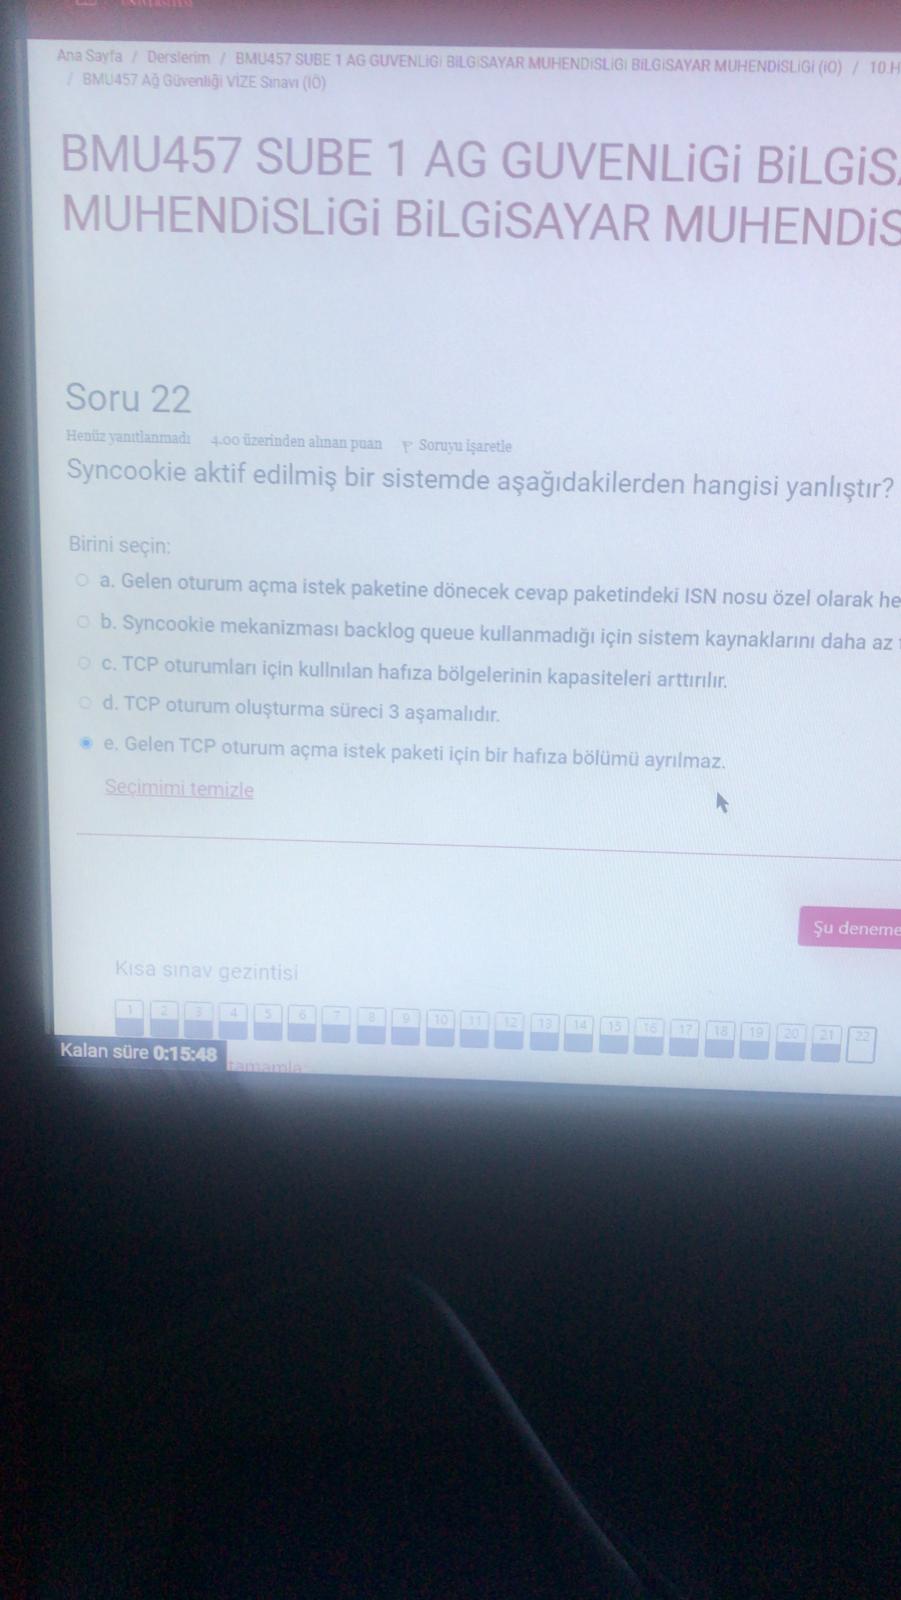 Ana Sayfa / Derslerim / BMU457 SUBE 1 AG GUVENLiGi BiLGiSAYAR MUHENDiSLiGi BiLGiSAYAR MUHENDiSLiGi (iO) / 10.H
/ BMU457 Ağ Güvenliği VİZE Sınavı (İÖ)
BMU457 SUBE 1 AG GUVENLiGi BiLGiSA
MUHENDiSLiGi BiLGiSAYAR MUHENDiS
Soru 22
Henüz yanıtlanmadı 4.00 üzerinden alınan puan Soruyu işaretle
Syncookie aktif edilmiş bir sistemde aşağıdakilerden hangisi yanlıştır?
Birini seçin:
a. Gelen oturum açma istek paketine dönecek cevap paketindeki ISN nosu özel olarak he
b. Syncookie mekanizması backlog queue kullanmadığı için sistem kaynaklarını daha az
c. TCP oturumları için kullnılan hafıza bölgelerinin kapasiteleri arttırılır.
d. TCP oturum oluşturma süreci 3 aşamalıdır.
e. Gelen TCP oturum açma istek paketi için bir hafıza bölümü ayrılmaz.
Seçimimi temizle
Şu deneme
Kısa sınav gezintisi
1 2 3 4 5 6 7 8 9 10 11 12 13 14 15 16 17 18 19 20 21 22
Kalan süre 0:15:48 tamamla